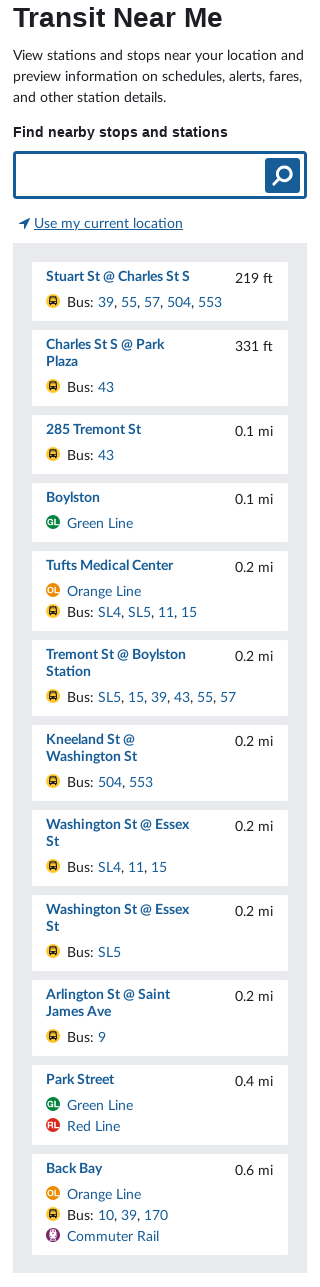 Transit Near Me
View stations and stops near your location and
preview information on schedules, alerts, fares,
and other station details.
Find nearby stops and stations
Use my current location
Stuart St @ Charles St S 219 ft
Bus: 39, 55, 57, 504, 553
Charles St S @ Park 331 ft
Plaza
Bus: 43
285 Tremont St 0.1 mi
Bus: 43
Boylston 0.1 mi
GL Green Line
Tufts Medical Center 0.2 mi
OL Orange Line
Bus: SL4, SL5, 11, 15
Tremont St @ Boylston 0.2 mi
Station
Bus: SL5, 15, 39, 43, 55, 57
Kneeland St @ 0.2 mi
Washington St
Bus: 504, 553
Washington St @ Essex 0.2 mi
St
Bus: SL4, 11, 15
Washington St @ Essex 0.2 mi
St
Bus: SL5
Arlington St @ Saint 0.2 mi
James Ave
Bus: 9
Park Street 0.4 mi
GL Green Line
RL Red Line
Back Bay 0.6 mi
OL Orange Line
Bus: 10, 39, 170
Commuter Rail